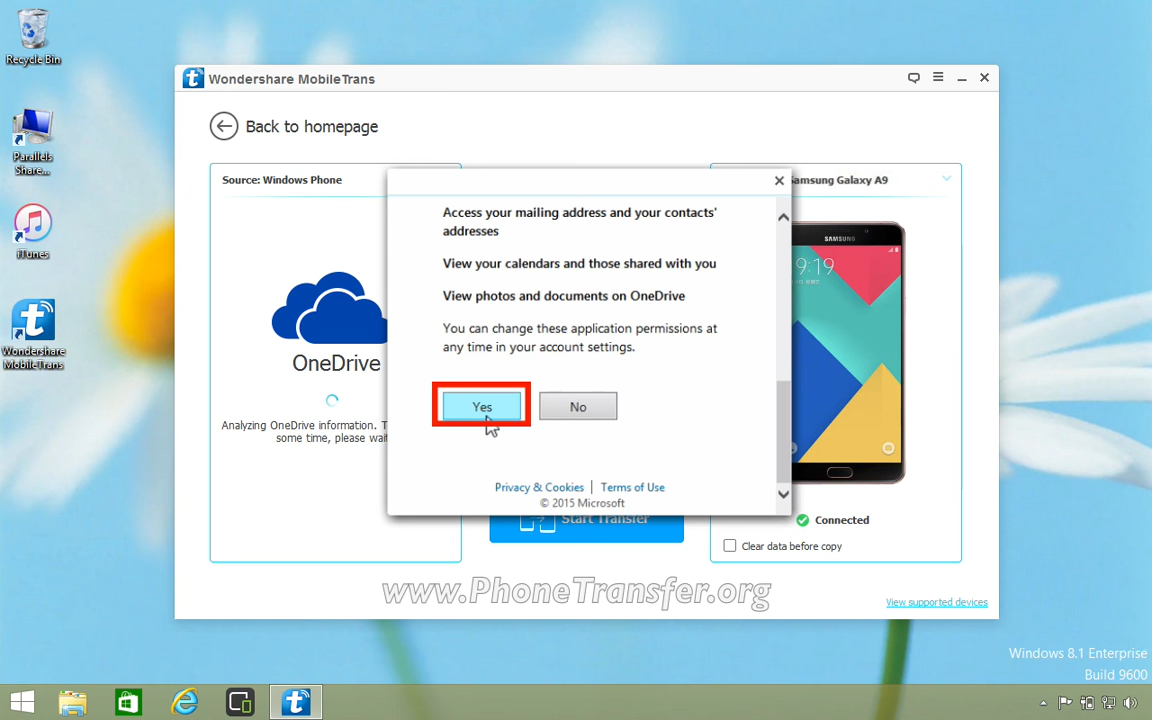 Recycle Bin
Parallels
Share...
iTunes
Wondershare
MobileTrans
Wondershare MobileTrans
Back to homepage
Source: Windows Phone
OneDrive
Analyzing OneDrive information. T
some time, please wait
Access your mailing address and your contacts'
addresses
View your calendars and those shared with you
View photos and documents on OneDrive
You can change these application permissions at
any time in your account settings.
Yes
No
Privacy & Cookies | Terms of Use
© 2015 Microsoft
Start Transfer
Samsung Galaxy A9
SAMSUNG
9:19
Connected
Clear data before copy
www.PhoneTransfer.org
View supported devices
Windows 8.1 Enterprise
Build 9600